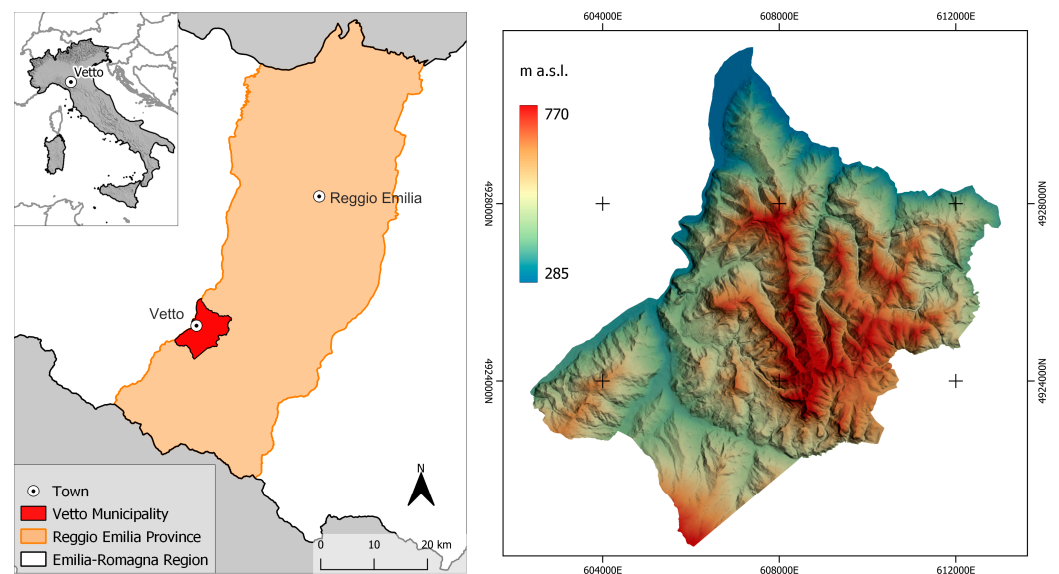 Vetto
Reggio Emilia
Vetto
N
Town
Vetto Municipality
Reggio Emilia Province
Emilia-Romagna Region
0 10 20 km
604000E 608000E 612000E
m a.s.l.
770
285
4928000N 4928000N
4924000N 4924000N
604000E 608000E 612000E